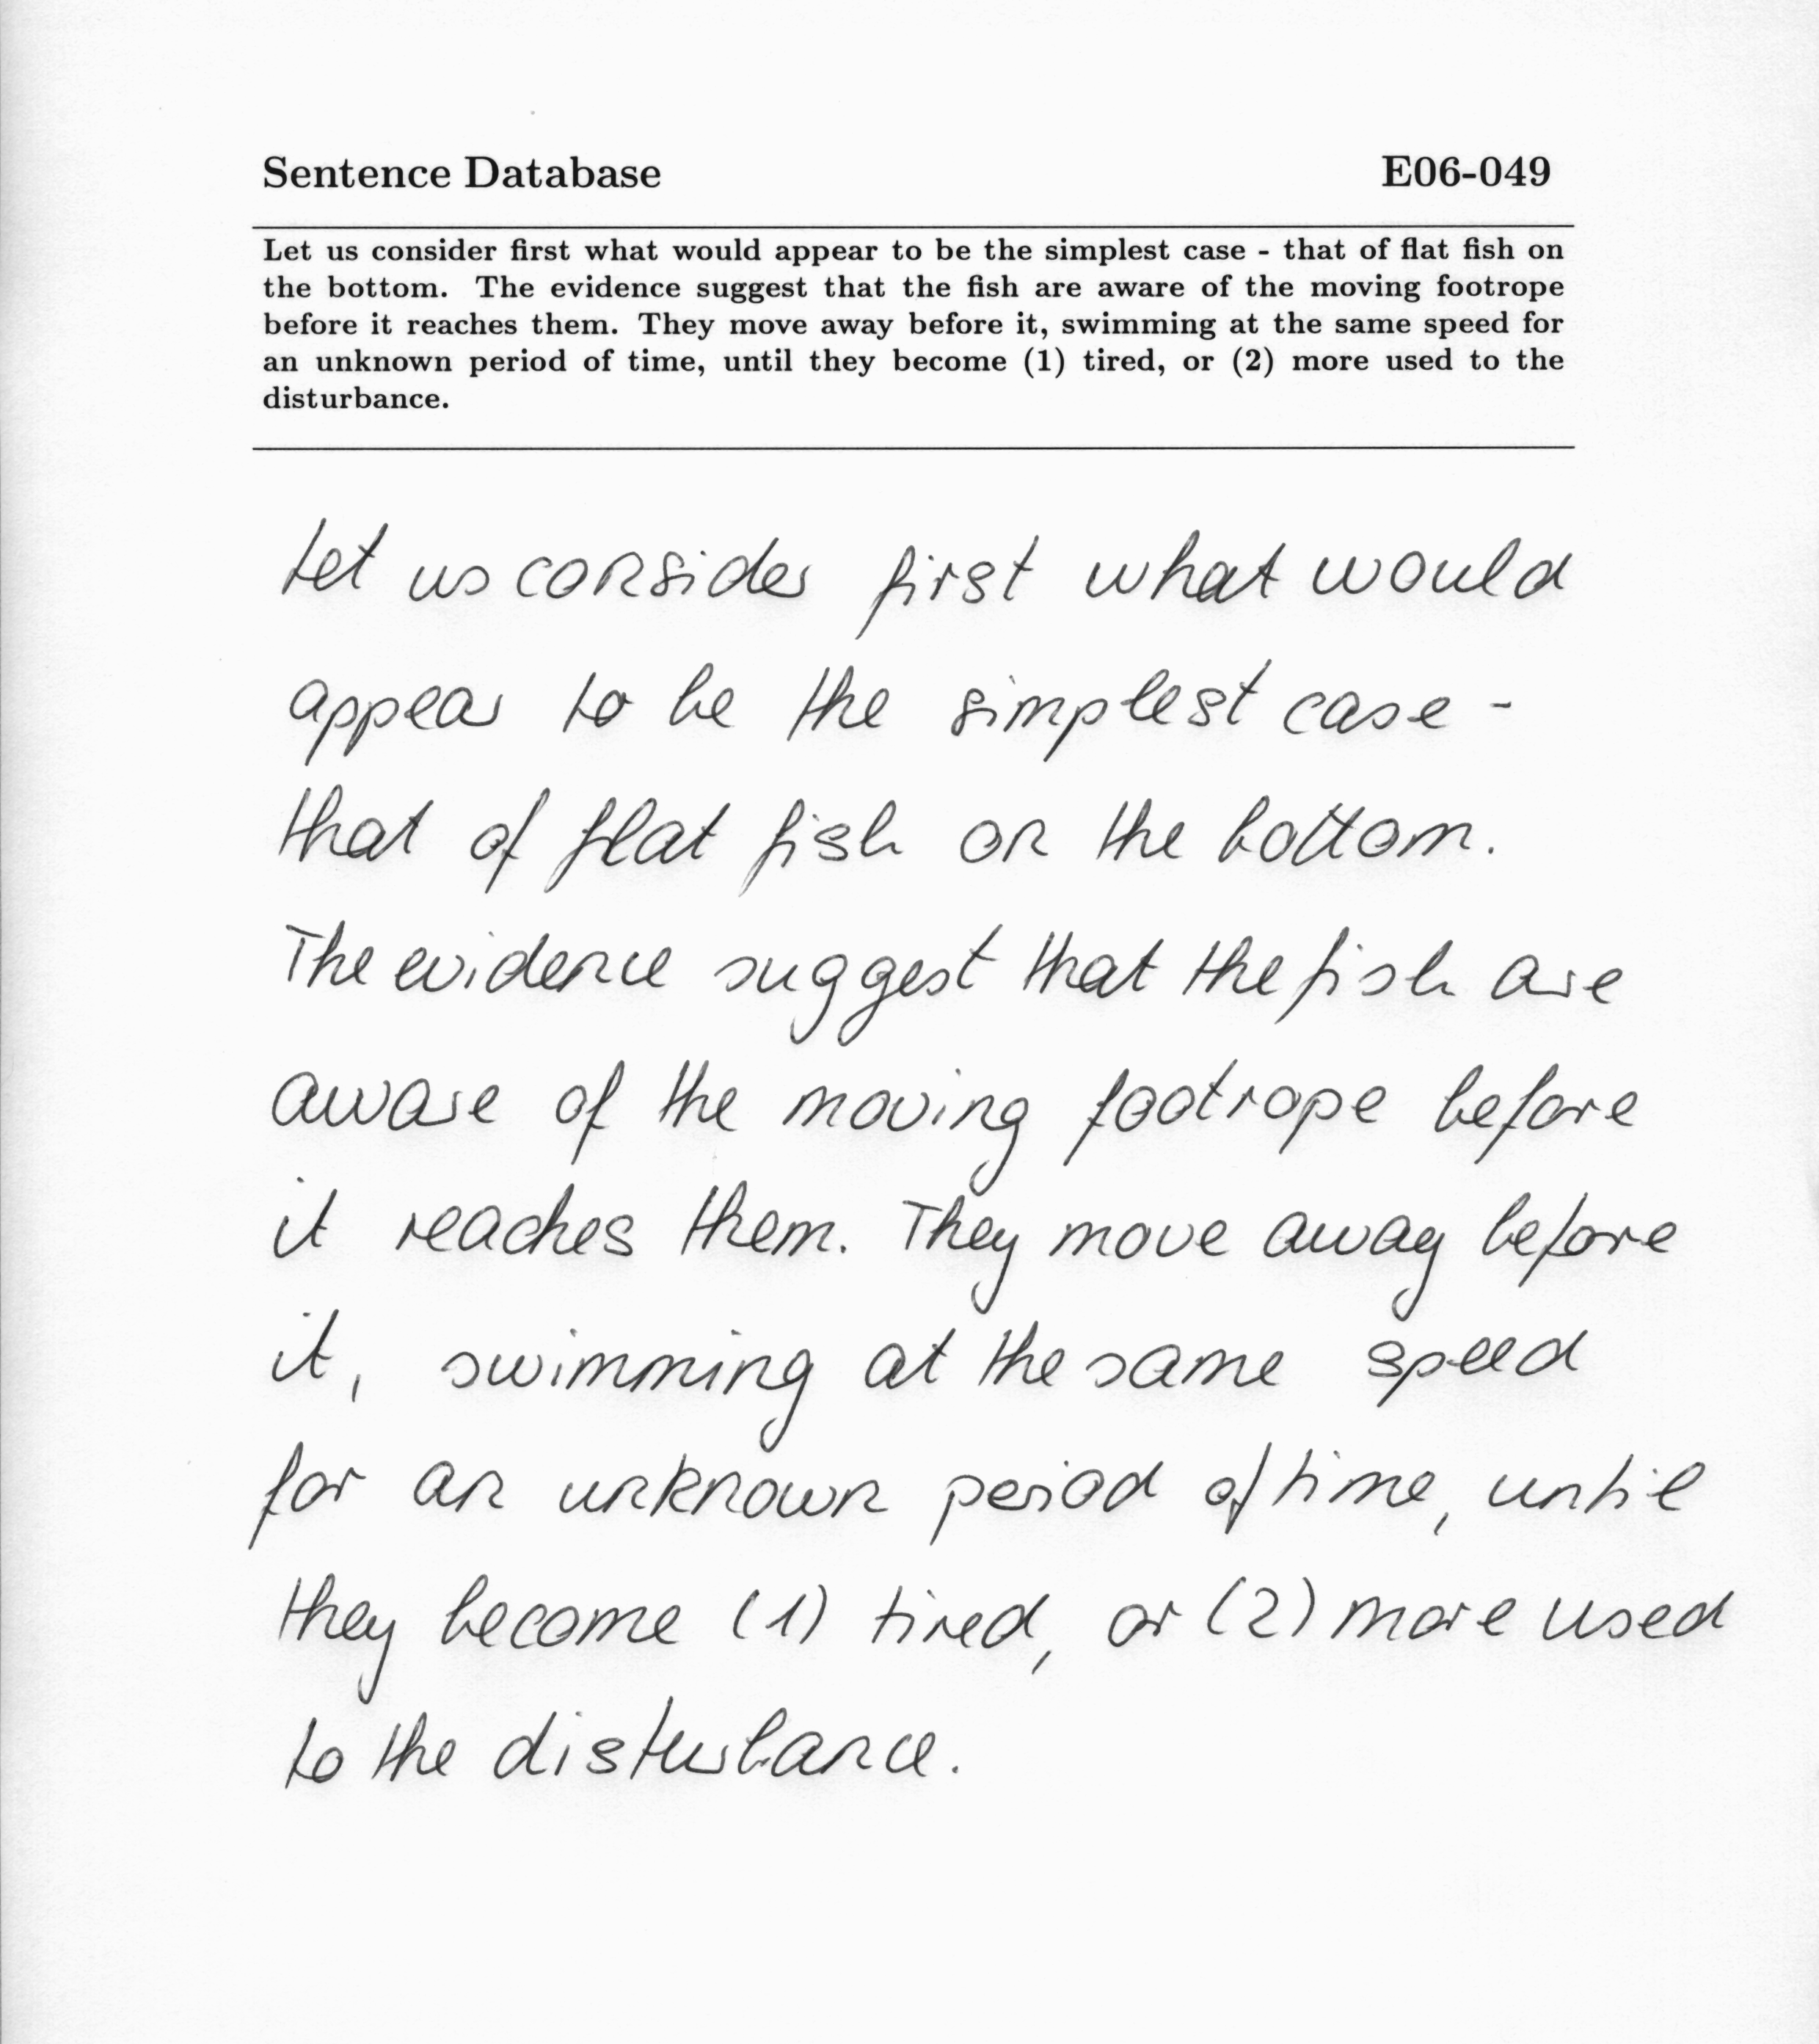 Sentence Database E06-049
Let us consider first what would appear to be the simplest case - that of flat fish on
the bottom. The evidence suggest that the fish are aware of the moving footrope
before it reaches them. They move away before it, swimming at the same speed for
an unknown period of time, until they become (1) tired, or (2) more used to the
disturbance.
Let us consider first what would
appear to be the simplest case -
that of flat fish on the bottom.
The evidence suggest that the fish are
aware of the moving footrope before
it reaches them. They move away before
it, swimming at the same speed
for an unknown period of time, until
they become (1) tired, or (2) more used
to the disturbance.